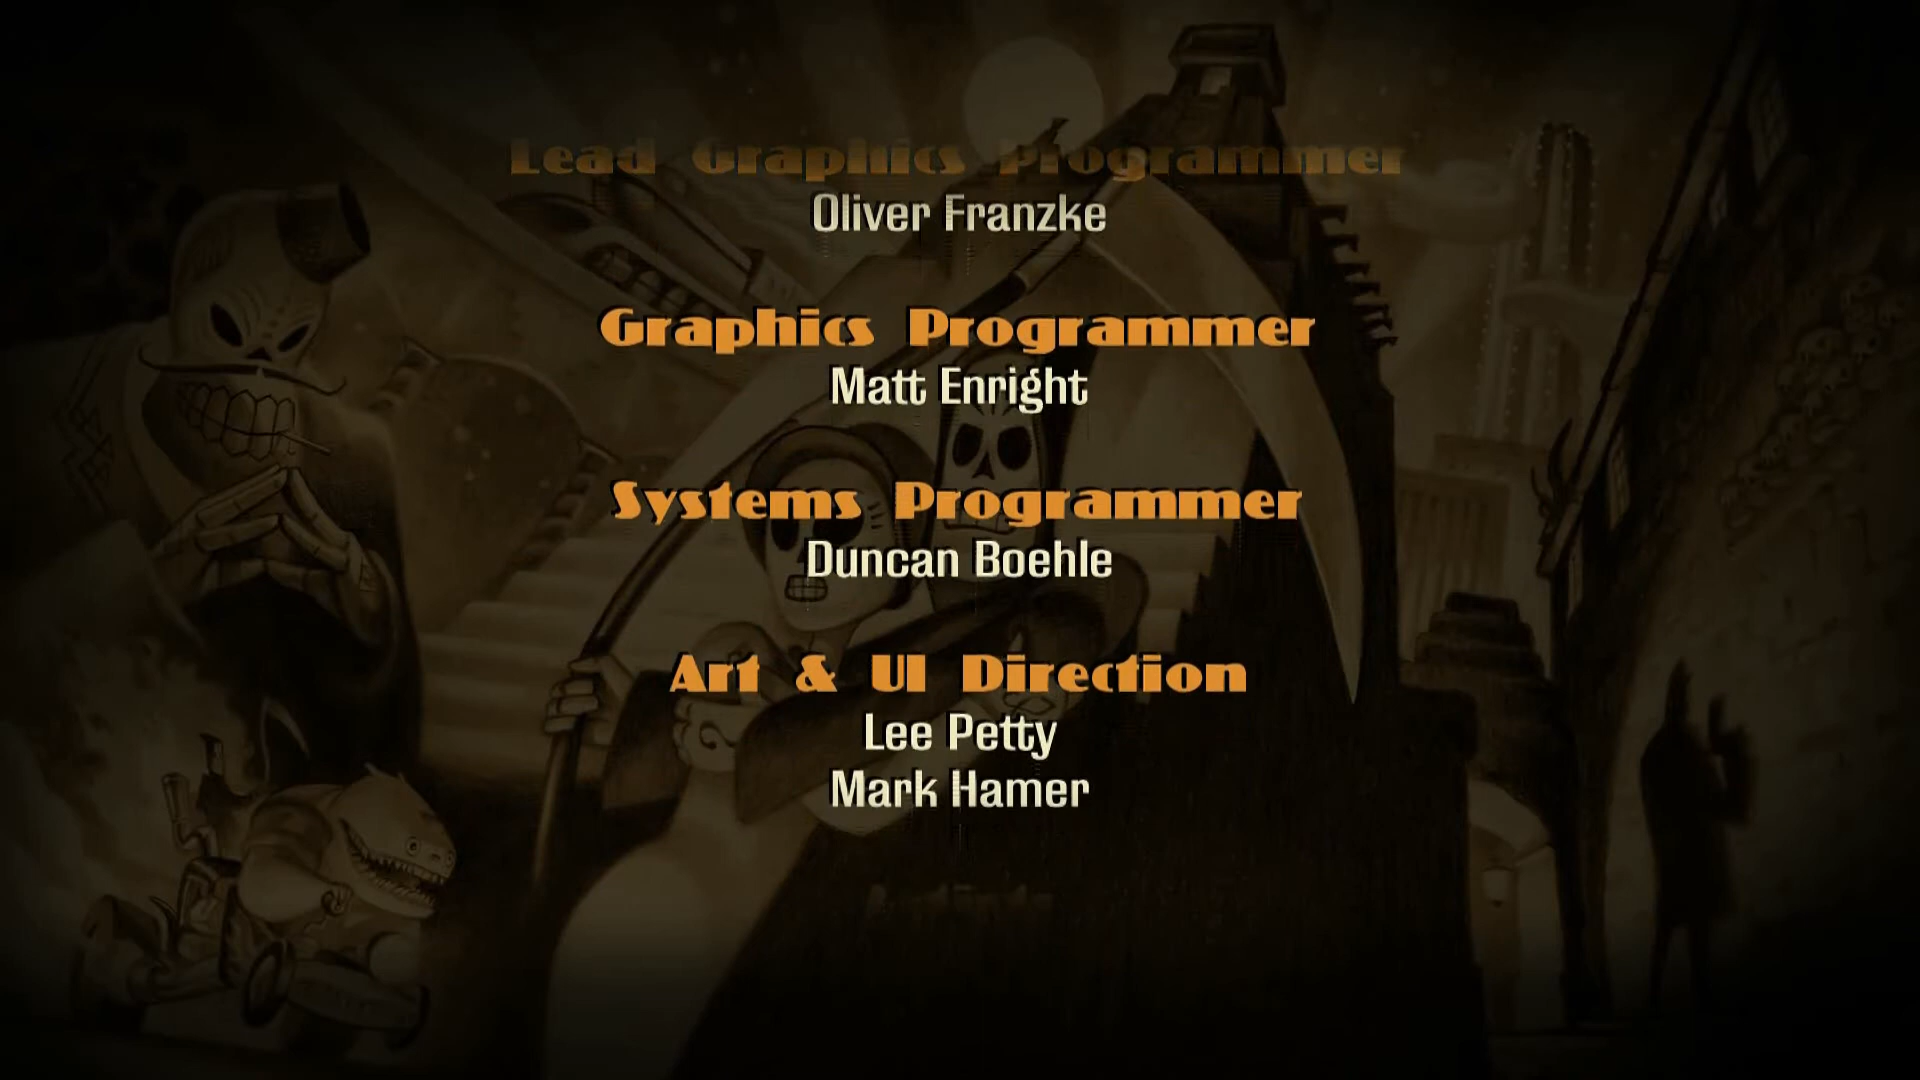 Lead Graphics Programmer
Oliver Franzke
Graphics Programmer
Matt Enright
Systems Programmer
Duncan Boehle
Art & UI Direction
Lee Petty
Mark Hamer